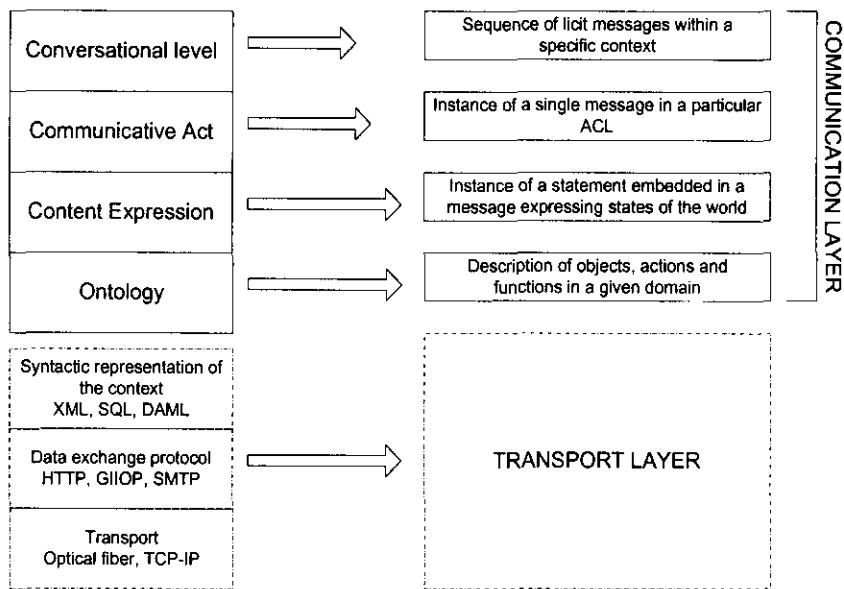 Conversational level
Sequence of licit messages within a
specific context
Communicative Act
Instance of a single message in a particular
ACL
Content Expression
Instance of a statement embedded in a
message expressing states of the world
Ontology
Description of objects, actions and
functions in a given domain
COMMUNICATION LAYER
Syntactic representation of
the context
XML, SQL, DAML
Data exchange protocol
HTTP, GIIOP, SMTP
Transport
Optical fiber, TCP-IP
TRANSPORT LAYER